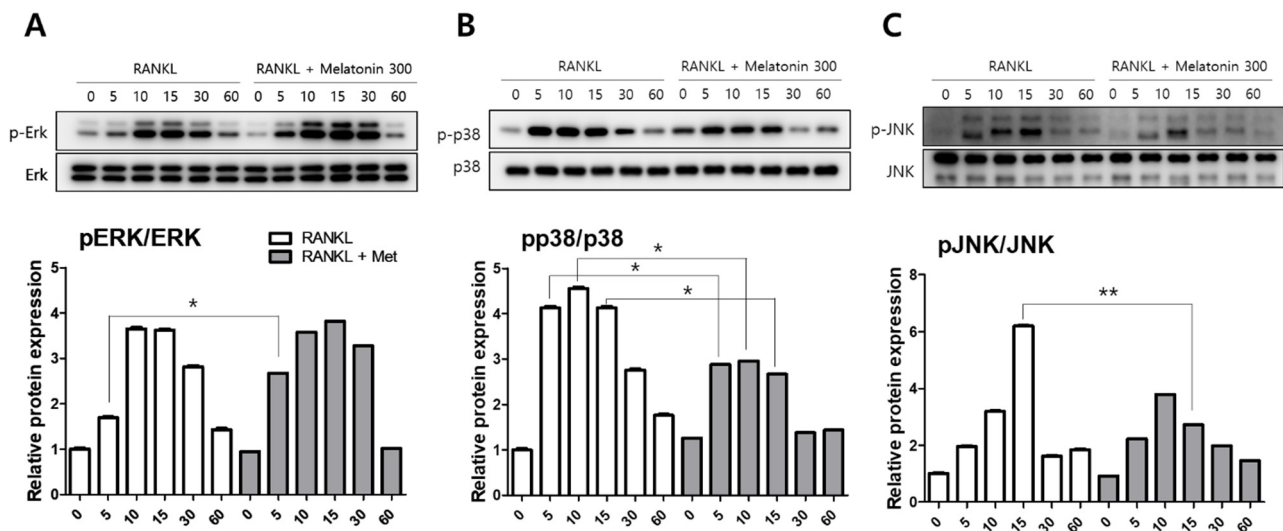 A
RANKL
RANKL + Melatonin 300
0 5 10 15 30 60 0 5 10 15 30 60
p-Erk
Erk
pERK/ERK
RANKL
RANKL + Met
Relative protein expression
5
4
3
2
1
0
*
0 5 10 15 30 60 0 5 10 15 30 60
B
RANKL
RANKL + Melatonin 300
0 5 10 15 30 60 0 5 10 15 30 60
p-p38
p38
pp38/p38
Relative protein expression
5
4
3
2
1
0
*
*
*
0 5 10 15 30 60 0 5 10 15 30 60
C
RANKL
RANKL + Melatonin 300
0 5 10 15 30 60 0 5 10 15 30 60
p-JNK
JNK
pJNK/JNK
Relative protein expression
8
6
4
2
0
**
0 5 10 15 30 60 0 5 10 15 30 60